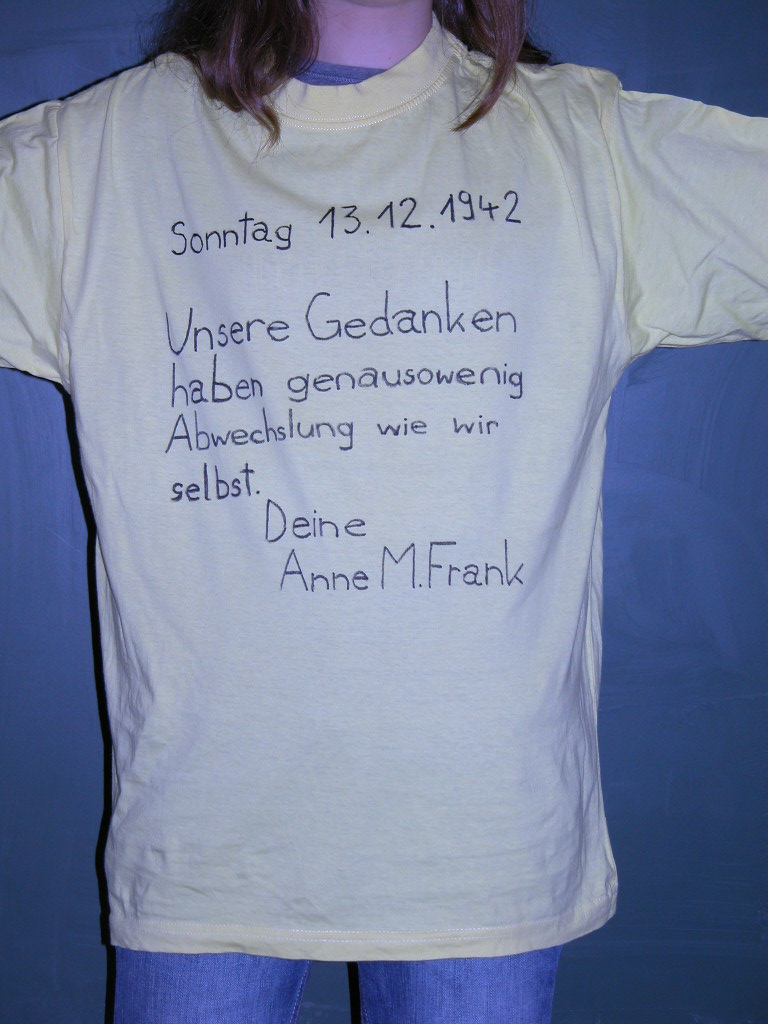 Sonntag 13.12.1942
Unsere Gedanken
haben genausowenig
Abwechslung wie wir
selbst.
Deine
Anne M. Frank